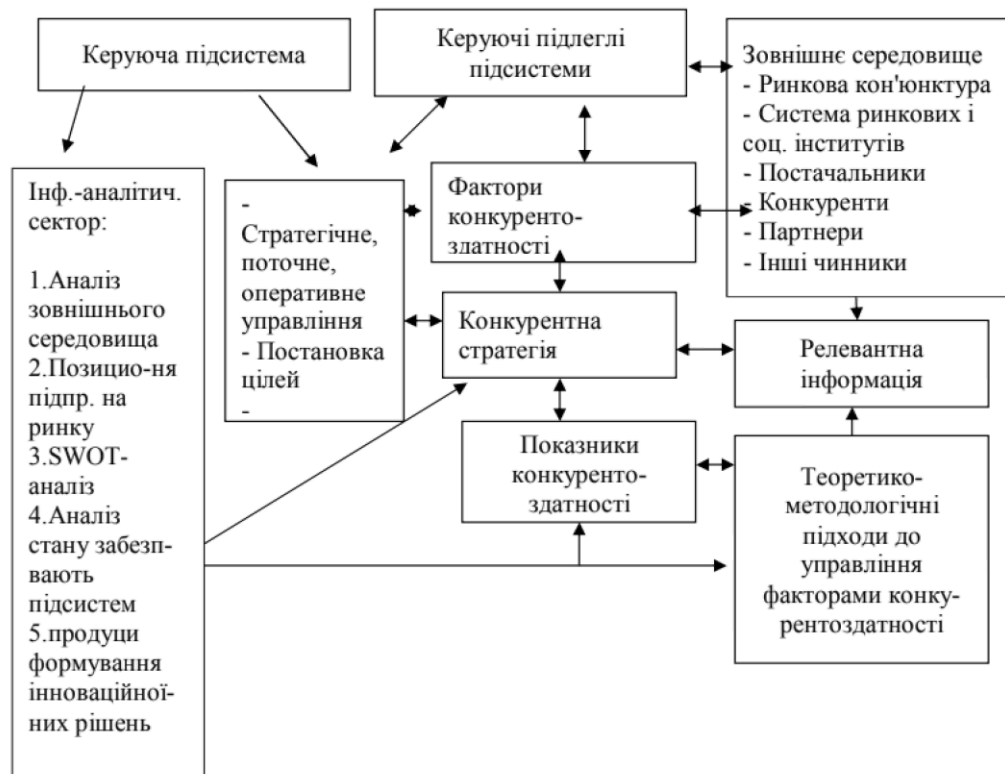 Керуюча підсистема
Керуючі підлеглі
підсистеми
Зовнішнє середовище
- Ринкова кон'юнктура
- Система ринкових і
соц. інститутів
- Постачальники
- Конкуренти
- Партнери
- Інші чинники
Інф.-аналітич.
сектор:
1.Аналіз
зовнішнього
середовища
2.Позицио-ня
підпр. на
ринку
3.SWOT-
аналіз
4.Аналіз
стану забезп-
вають
підсистем
5.продуци
формування
інноваційної-
них рішень
-
Стратегічне,
поточне,
оперативне
управління
- Постановка
цілей
-
Фактори
конкуренто-
здатності
Конкурентна
стратегія
Показники
конкуренто-
здатності
Релевантна
інформація
Теоретико-
методологічні
підходи до
управління
факторами конку-
рентоздатності